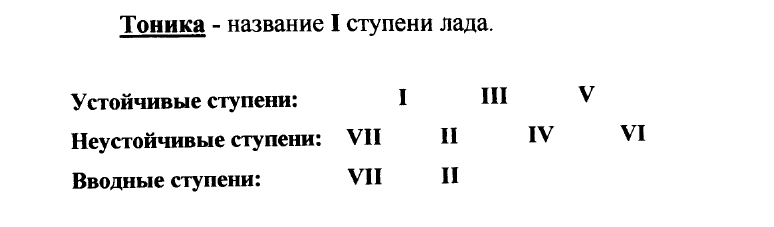 Тоника - название I ступени лада.
Устойчивые ступени: I III V
Неустойчивые ступени: VII II IV VI
Вводные ступени: VII II